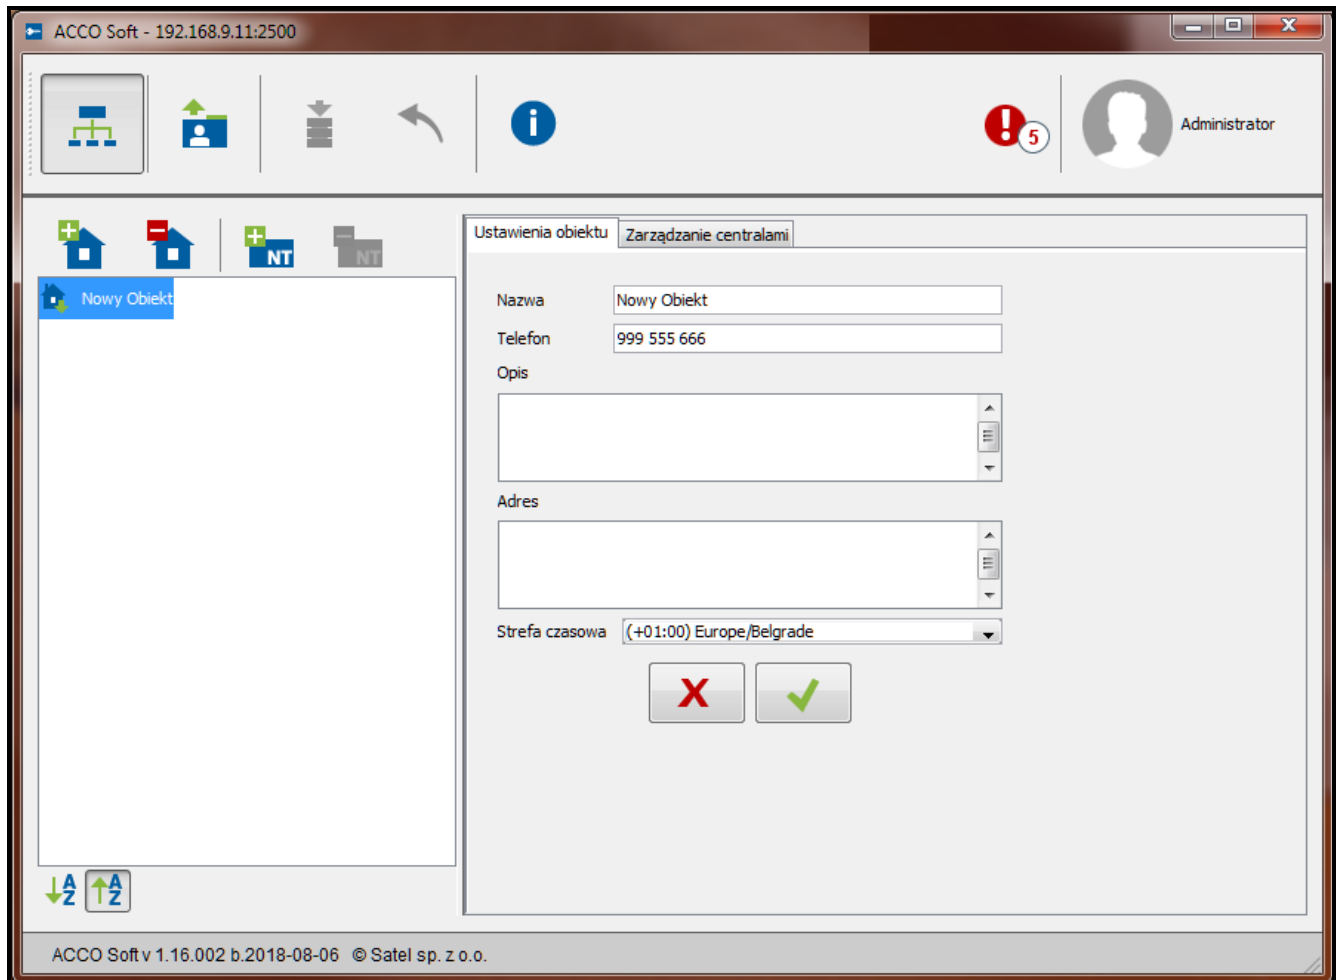 ACCO Soft - 192.168.9.11:2500
5
Administrator
NT
NT
Nowy Obiekt
Ustawienia obiektu
Zarządzanie centralami
Nazwa
Nowy Obiekt
Telefon
999 555 666
Opis
Adres
Strefa czasowa
(+01:00) Europe/Belgrade
A
Z
A
Z
ACCO Soft v 1.16.002 b.2018-08-06 © Satel sp. z o.o.